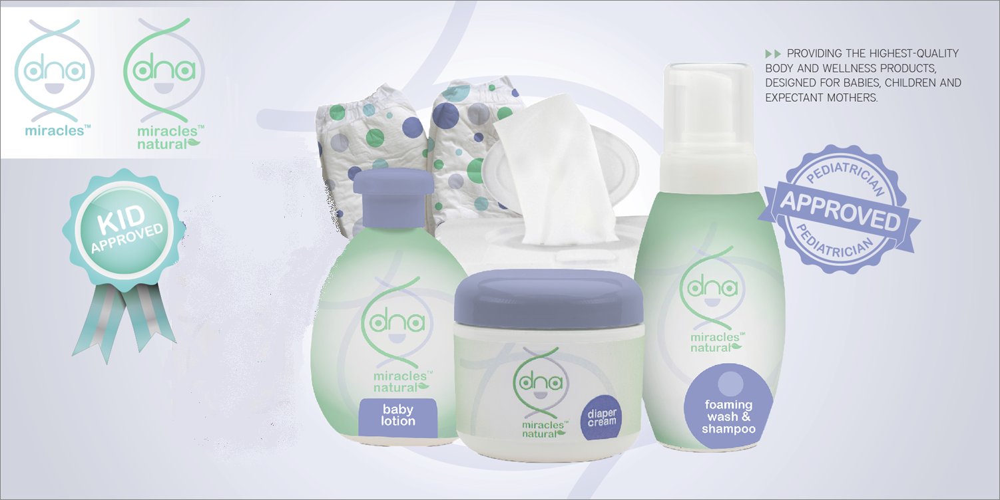 dna
miracles™
dna
miracles™
natural
PROVIDING THE HIGHEST-QUALITY
BODY AND WELLNESS PRODUCTS,
DESIGNED FOR BABIES, CHILDREN AND
EXPECTANT MOTHERS.
KID
APPROVED
PEDIATRICIAN
APPROVED
PEDIATRICIAN
dna
miracles™
natural
baby
lotion
dna
miracles™
natural
diaper
cream
dna
miracles™
natural
foaming
wash &
shampoo